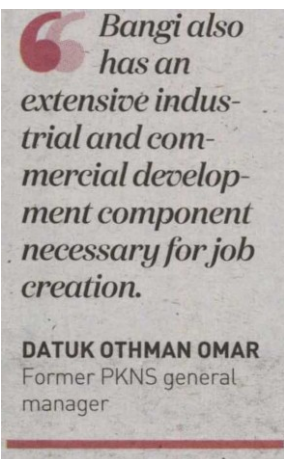 Bangi also
has an
extensive indus-
trial and com-
mercial develop-
ment component
necessary for job
creation.
DATUK OTHMAN OMAR
Former PKNS general
manager